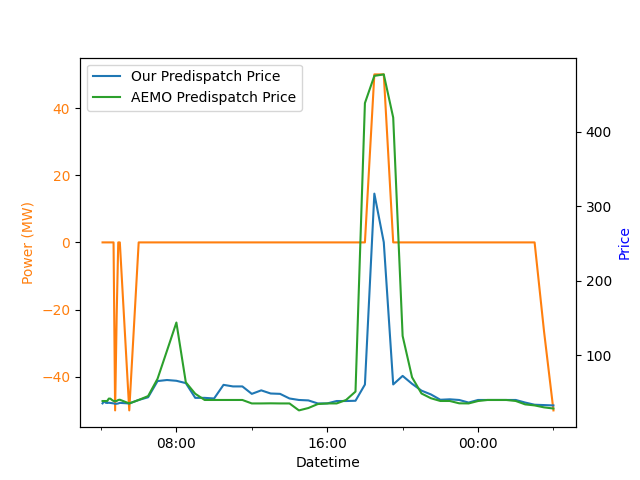 Our Predispatch Price
AEMO Predispatch Price
Power (MW)
40
20
0
−20
−40
400
300
200
100
Price
08:00
16:00
00:00
Datetime